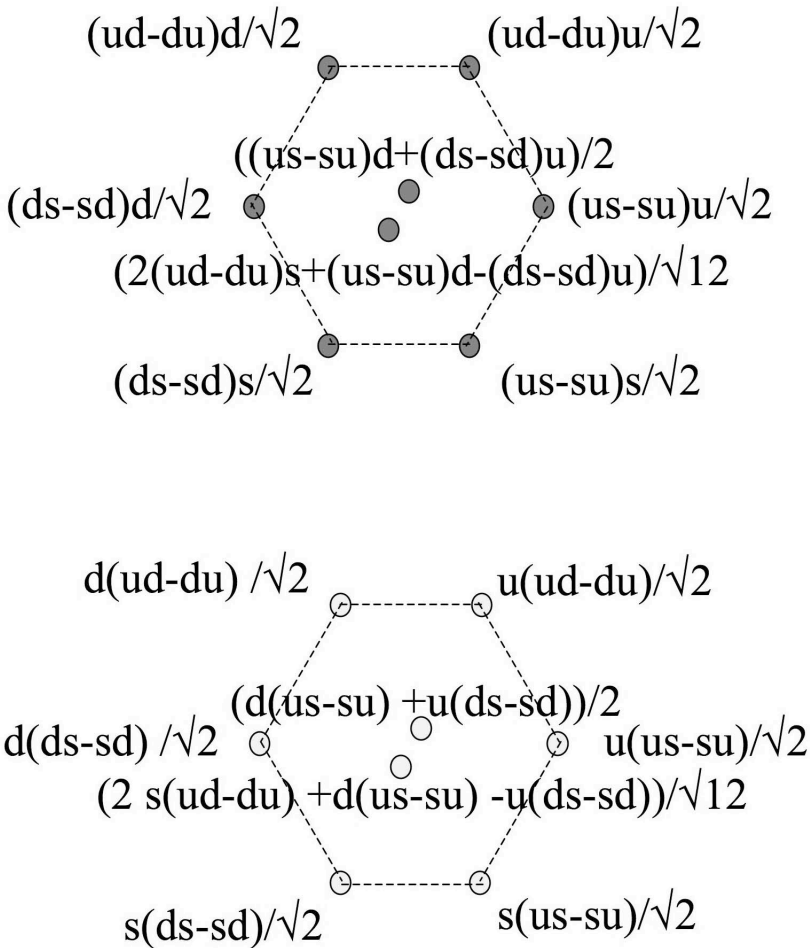 (ud-du)d/√2 (ud-du)u/√2
((us-su)d+(ds-sd)u)/2
(ds-sd)d/√2 (us-su)u/√2
(2(ud-du)s+(us-su)d-(ds-sd)u)/√12
(ds-sd)s/√2 (us-su)s/√2
d(ud-du) /√2 u(ud-du)/√2
(d(us-su) +u(ds-sd))/2
d(ds-sd) /√2 u(us-su)/√2
(2 s(ud-du) +d(us-su) -u(ds-sd))/√12
s(ds-sd)/√2 s(us-su)/√2